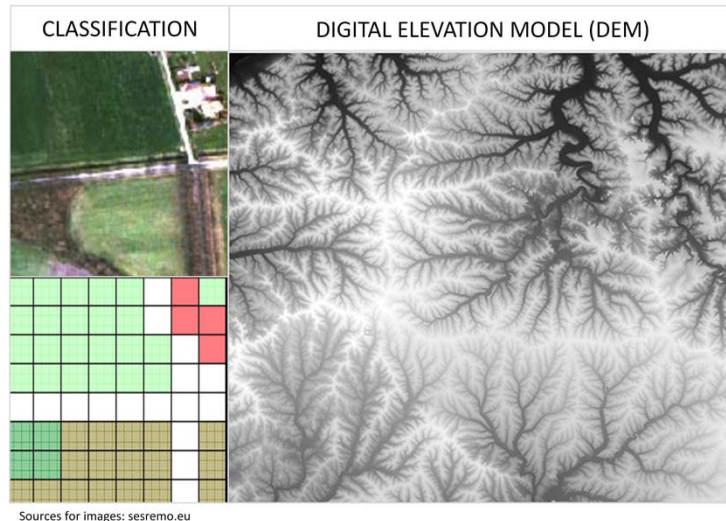 CLASSIFICATION
DIGITAL ELEVATION MODEL (DEM)
Sources for images: sesremo.eu